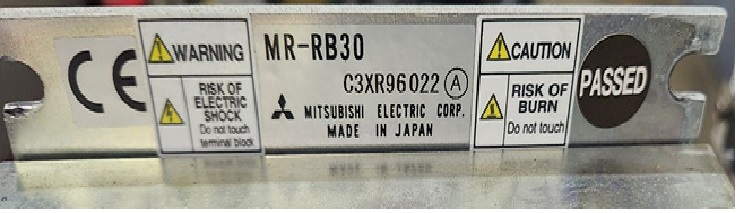 CE
WARNING
RISK OF
ELECTRIC
SHOCK
Do not touch
terminal block
MR-RB30
C3XR96022 Ⓐ
MITSUBISHI ELECTRIC CORP.
MADE IN JAPAN
CAUTION
RISK OF
BURN
Do not touch
PASSED